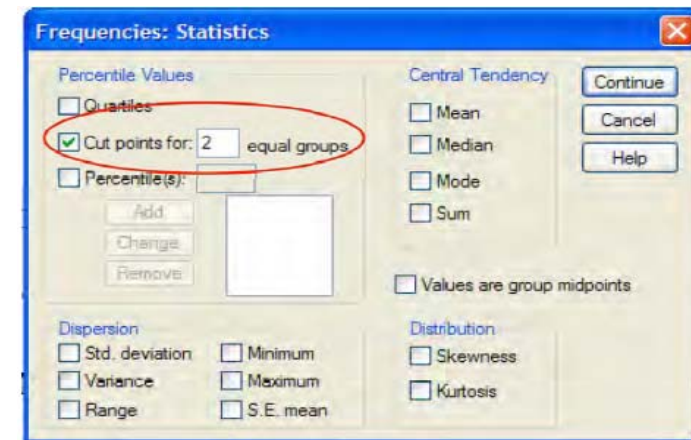 Frequencies: Statistics
Percentile Values
Quartiles
Cut points for: 2 equal groups
Percentile(s):
Add
Change
Remove
Central Tendency
Mean
Median
Mode
Sum
Continue
Cancel
Help
Values are group midpoints
Dispersion
Std. deviation Minimum
Variance Maximum
Range S.E. mean
Distribution
Skewness
Kurtosis